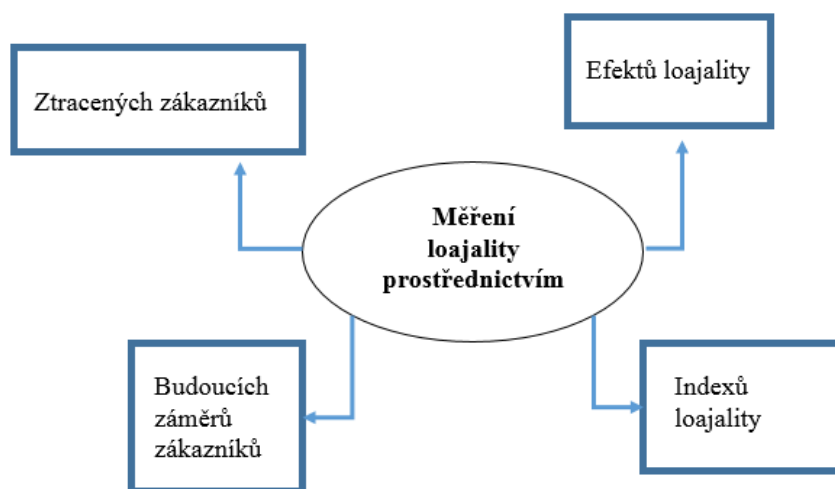 Ztracených zákazníků
Efektů loajality
Měření
loajality
prostřednictvím
Budoucích
záměrů
zákazníků
Indexů
loajality